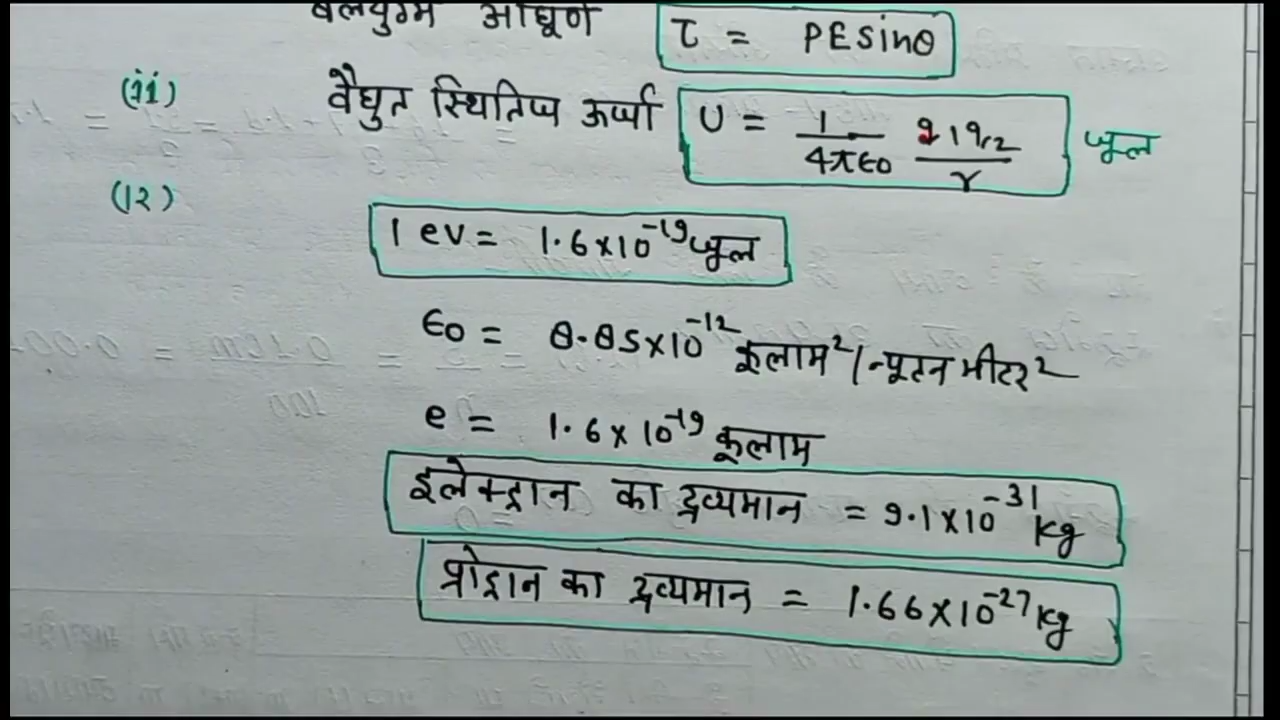 बलयुग्म आघूर्ण τ = PEsinθ
(ii) वैद्युत स्थितिज ऊर्जा U = 1/4πϵ0 q1q2/r जूल
(12)
1 ev = 1.6×10⁻¹⁹ जूल
ϵ0 = 8.85×10⁻¹² कूलाम²/न्यूटन मीटर²
e = 1.6×10⁻¹⁹ कूलाम
इलेक्ट्रान का द्रव्यमान = 9.1×10⁻³¹ kg
प्रोट्रान का द्रव्यमान = 1.66×10⁻²⁷ kg